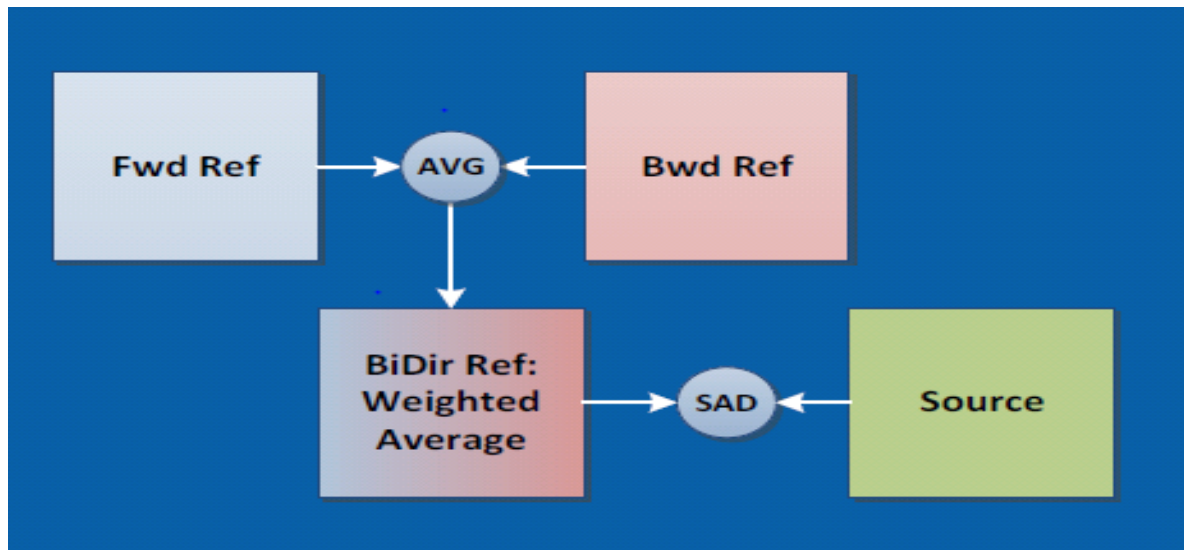 Fwd Ref
AVG
Bwd Ref
BiDir Ref:
Weighted
Average
SAD
Source